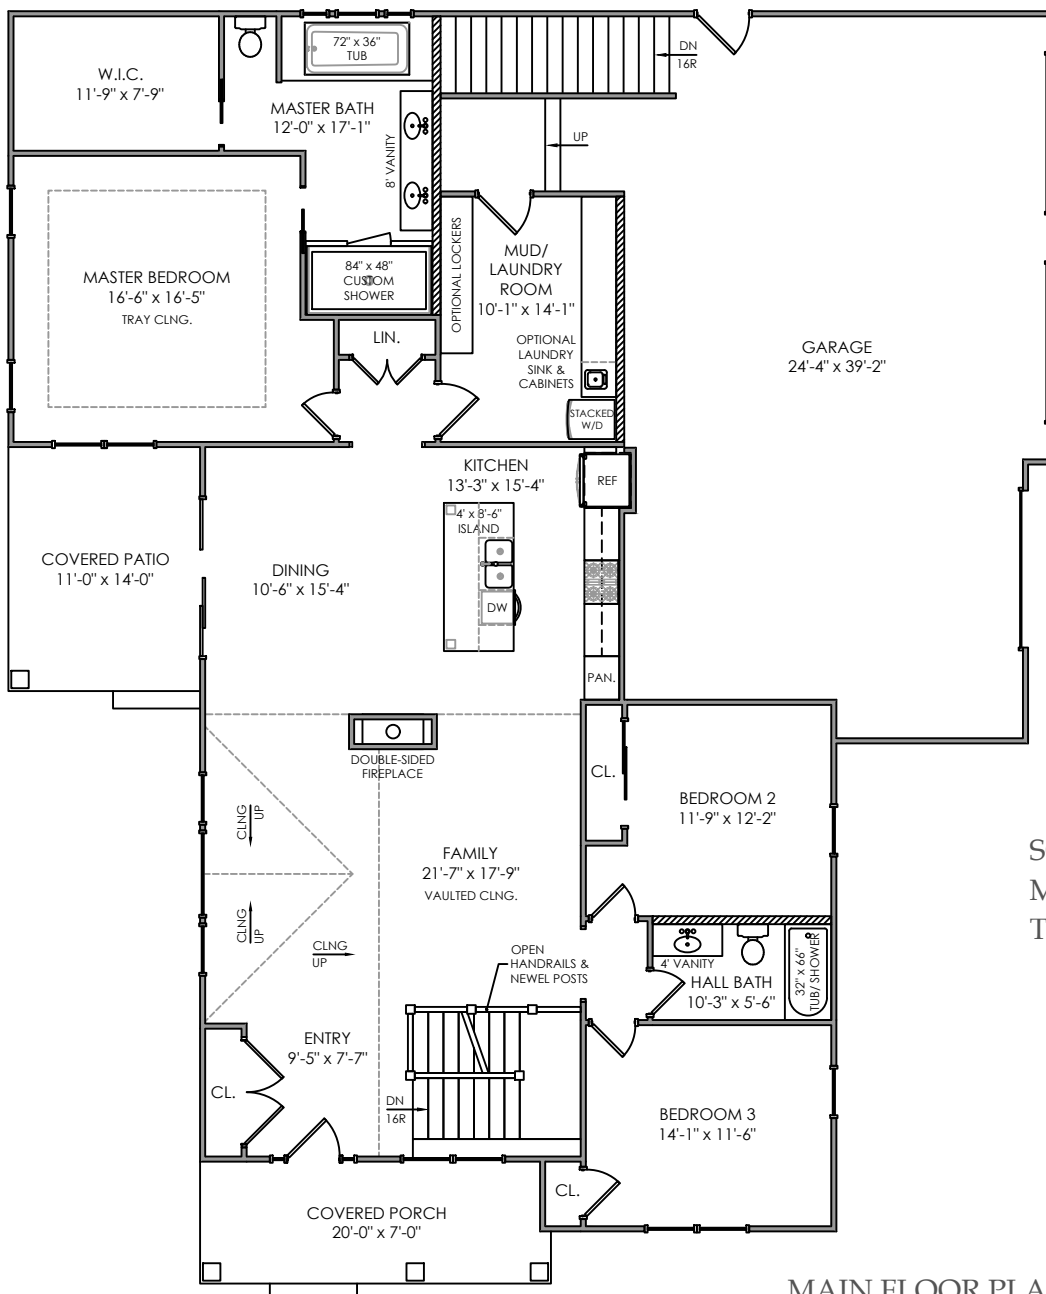 72" x 36"
TUB
DN
16R
W.I.C.
11'-9" x 7'-9"
MASTER BATH
12'-0" x 17'-1"
8' VANITY
UP
MASTER BEDROOM
16'-6" x 16'-5"
TRAY CLNG.
84" x 48"
CUSTOM
SHOWER
OPTIONAL LOCKERS
MUD/
LAUNDRY
ROOM
10'-1" x 14'-1"
LIN.
OPTIONAL
LAUNDRY
SINK &
CABINETS
STACKED
W/D
GARAGE
24'-4" x 39'-2"
KITCHEN
13'-3" x 15'-4"
REF
4' x 8'-6"
ISLAND
COVERED PATIO
11'-0" x 14'-0"
DINING
10'-6" x 15'-4"
DW
PAN.
DOUBLE-SIDED
FIREPLACE
CL.
BEDROOM 2
11'-9" x 12'-2"
CLNG
UP
FAMILY
21'-7" x 17'-9"
VAULTED CLNG.
CLNG
UP
CLNG
UP
OPEN
HANDRAILS &
NEWEL POSTS
4' VANITY
HALL BATH
10'-3" x 5'-6"
32" x 66"
TUB/ SHOWER
S
M
T
ENTRY
9'-5" x 7'-7"
CL.
DN
16R
BEDROOM 3
14'-1" x 11'-6"
CL.
COVERED PORCH
20'-0" x 7'-0"
MAIN FLOOR PLA